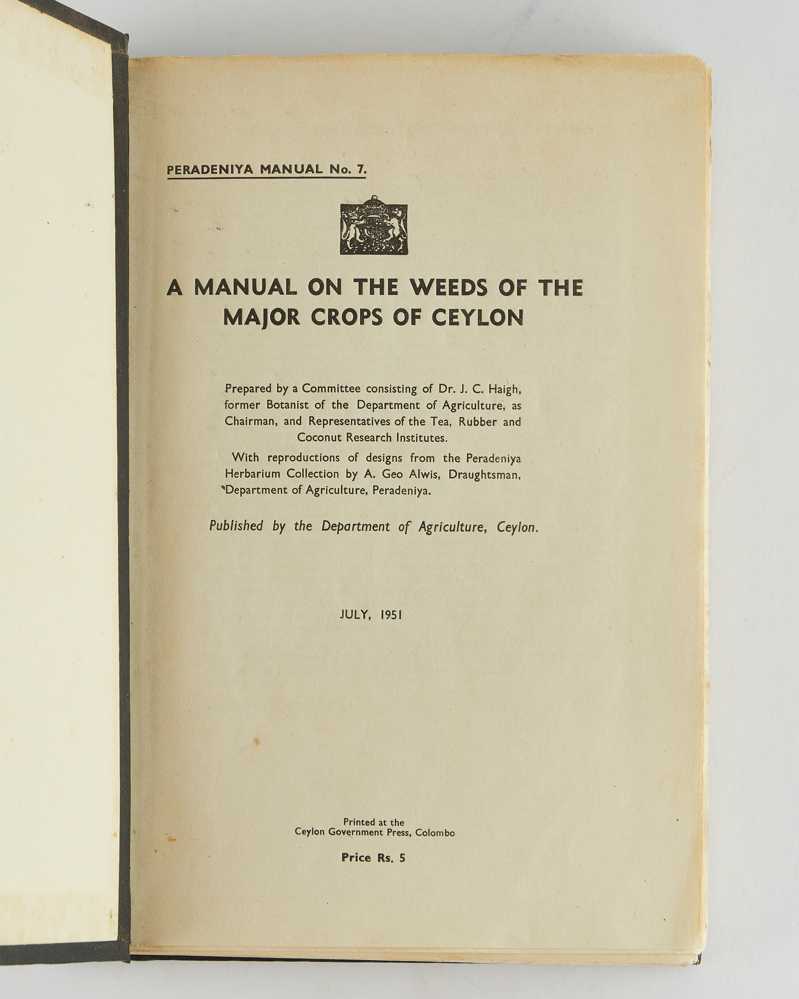 PERADENIYA MANUAL No. 7.
A MANUAL ON THE WEEDS OF THE
MAJOR CROPS OF CEYLON
Prepared by a Committee consisting of Dr. J. C. Haigh,
former Botanist of the Department of Agriculture, as
Chairman, and Representatives of the Tea, Rubber and
Coconut Research Institutes.
With reproductions of designs from the Peradeniya
Herbarium Collection by A. Geo Alwis, Draughtsman,
Department of Agriculture, Peradeniya.
Published by the Department of Agriculture, Ceylon.
JULY, 1951
Printed at the
Ceylon Government Press, Colombo
Price Rs. 5